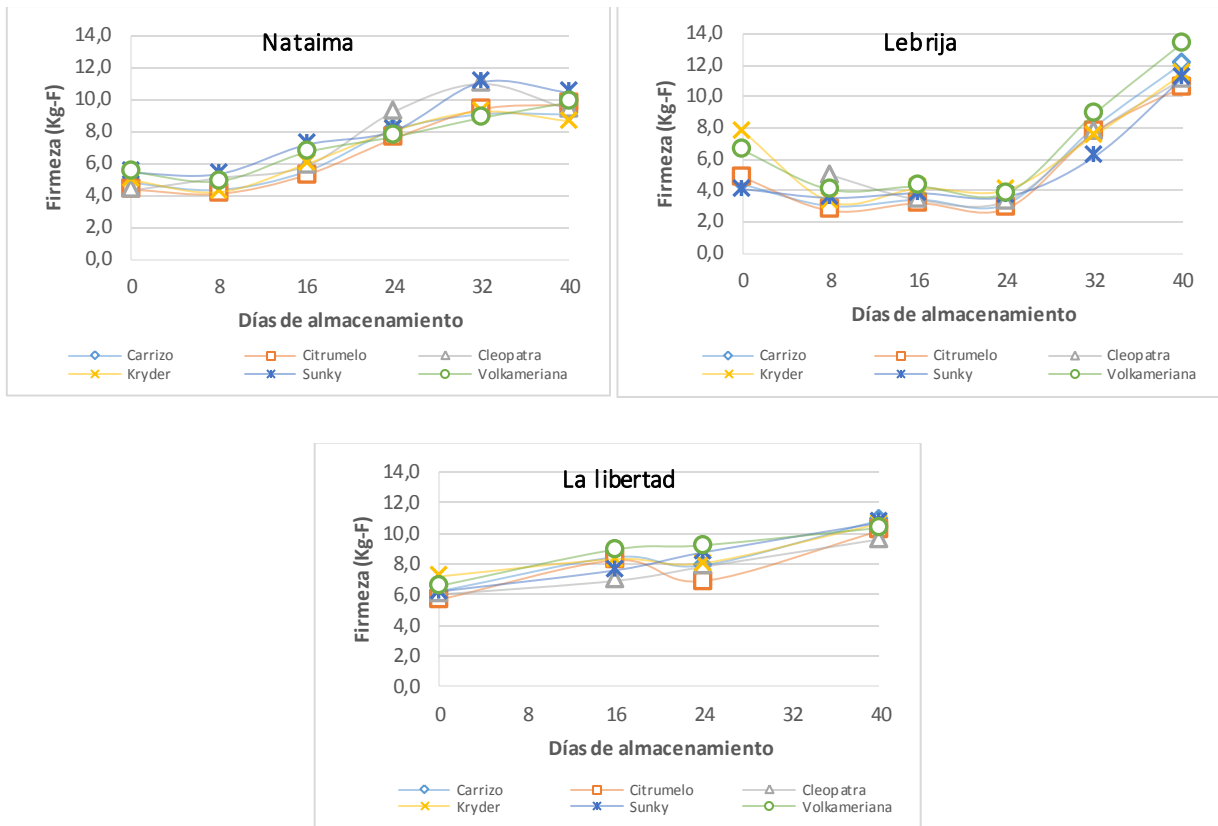 Nataima
Firmeza (Kg-F)
14,0
12,0
10,0
8,0
6,0
4,0
2,0
0,0
0 8 16 24 32 40
Días de almacenamiento
Carrizo Citrumelo Cleopatra
Kryder Sunky Volkameriana
Lebrija
Firmeza (Kg-F)
14,0
12,0
10,0
8,0
6,0
4,0
2,0
0,0
0 8 16 24 32 40
Días de almacenamiento
Carrizo Citrumelo Cleopatra
Kryder Sunky Volkameriana
La libertad
Firmeza (Kg-F)
14,0
12,0
10,0
8,0
6,0
4,0
2,0
0,0
0 8 16 24 32 40
Días de almacenamiento
Carrizo Citrumelo Cleopatra
Kryder Sunky Volkameriana